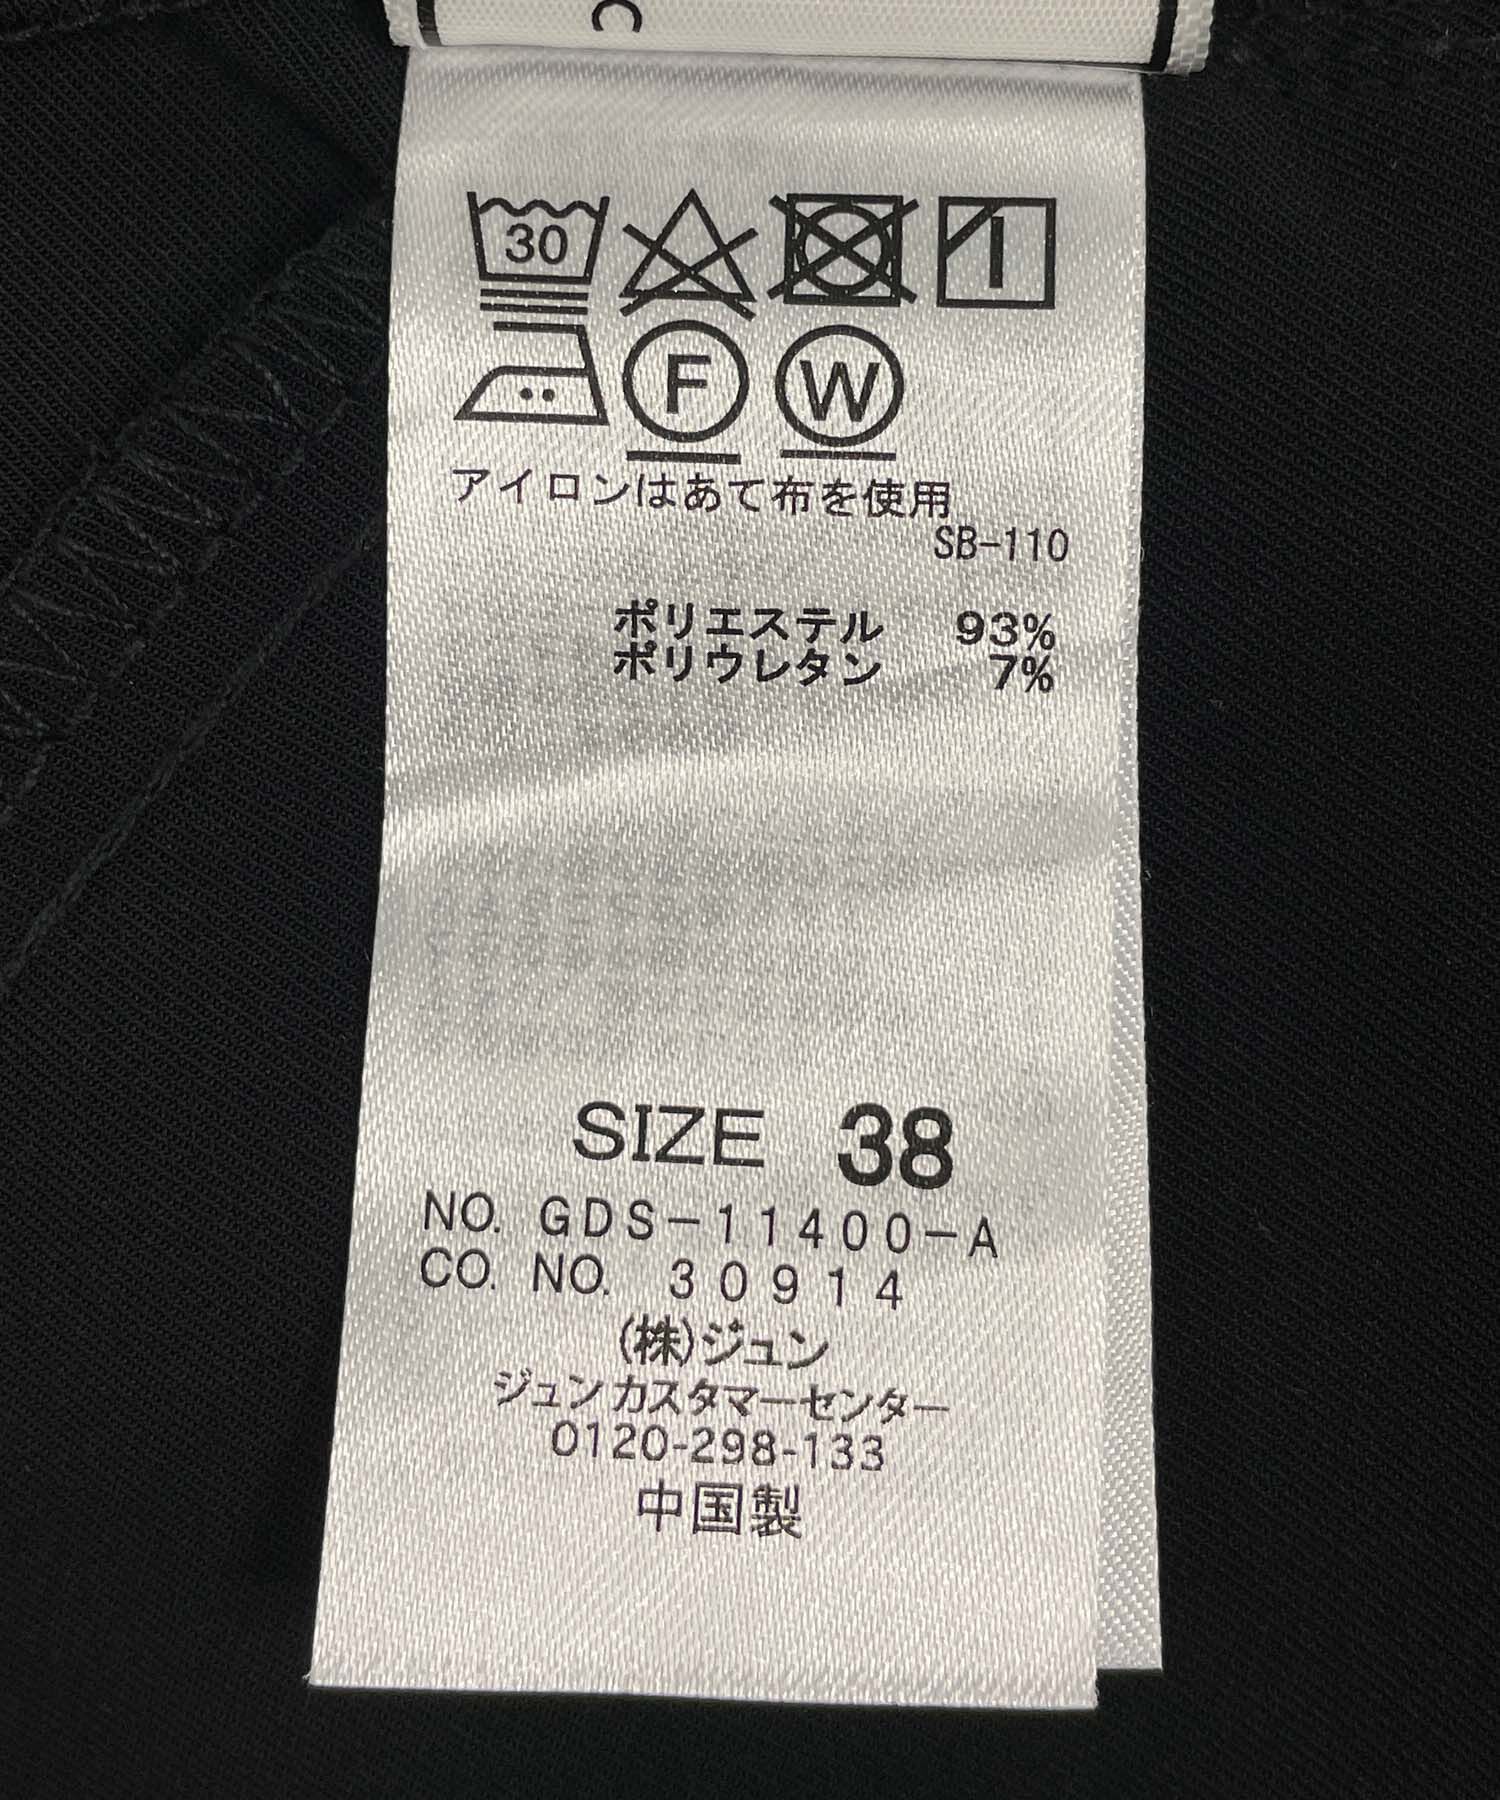 C
30
F W
アイロンはあて布を使用
SB-110
ポリエステル 93%
ポリウレタン 7%
SIZE 38
NO. GDS-11400-A
CO. NO. 30914
(株)ジュン
ジュンカスタマーセンター
0120-298-133
中国製